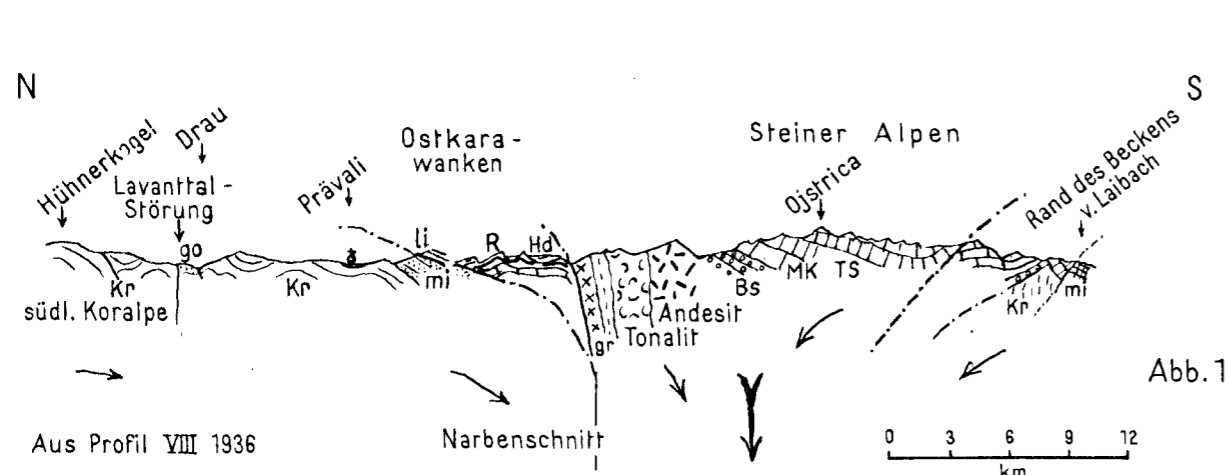 N
S
Hühnerkogel
Drau
Lavanttal-
Störung
Prävali
Ostkara-
wanken
Steiner Alpen
Ojstrica
Rand des Beckens
v. Laibach
go
li
R
Hd
Kr
Kr
mi
MK
TS
Bs
Kr
mi
südl. Koralpe
gr
Andesit
Tonalit
Abb. 1
Aus Profil VIII 1936
Narbenschnitt
0 3 6 9 12
km